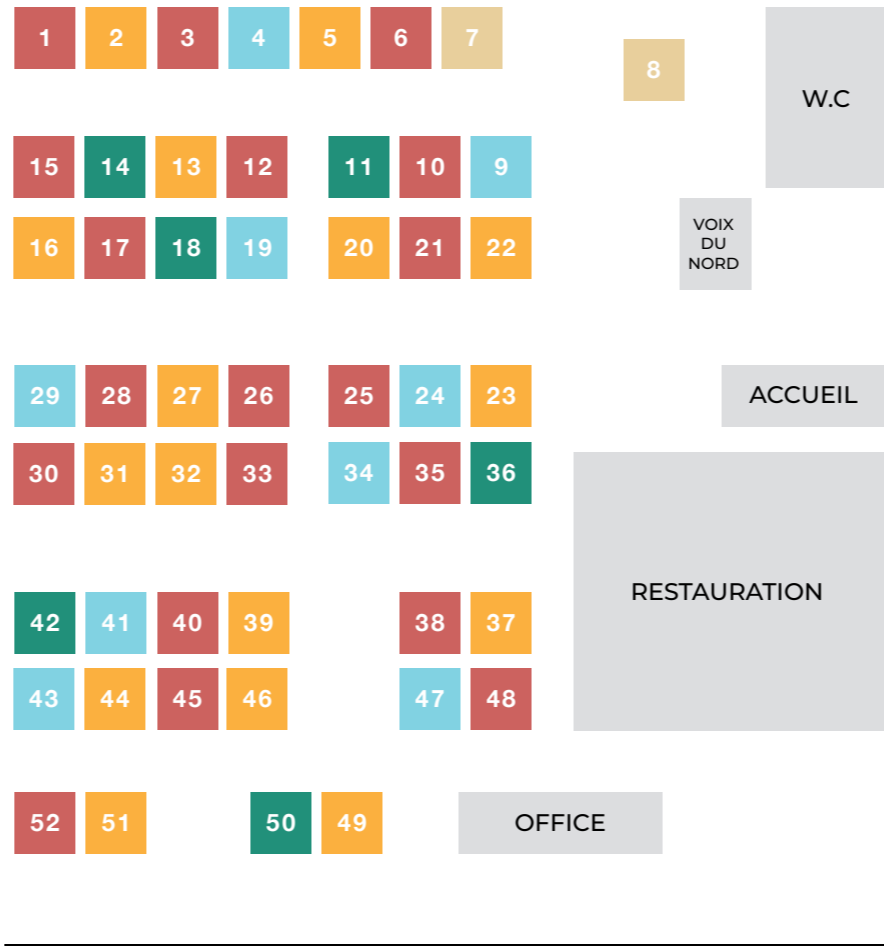 1 2 3 4 5 6 7
8
W.C
15 14 13 12 11 10 9
VOIX
DU
NORD
16 17 18 19 20 21 22
29 28 27 26 25 24 23
ACCUEIL
30 31 32 33 34 35 36
RESTAURATION
42 41 40 39 38 37
43 44 45 46 47 48
52 51 50 49 OFFICE